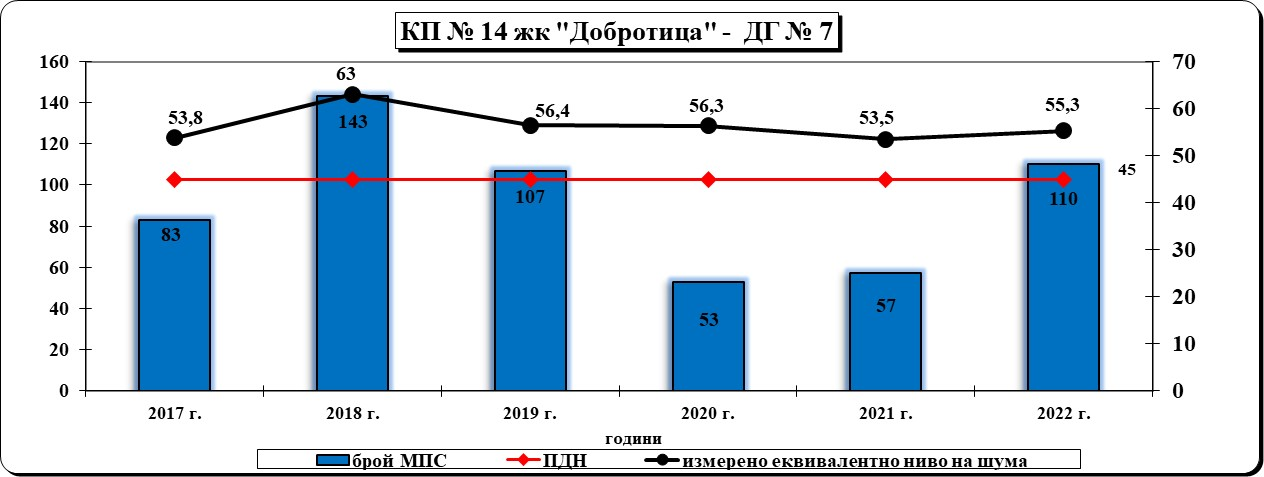 КП № 14 жк "Добротица" - ДГ № 7
160 70
140 60
120 50
100 40
80 30
60 20
40 10
20 0
0
53,8 63 56,4 56,3 53,5 55,3
45
83 143 107 53 57 110
2017 г. 2018 г. 2019 г. 2020 г. 2021 г. 2022 г.
години
брой МПС ПДН измерено еквивалентно ниво на шума